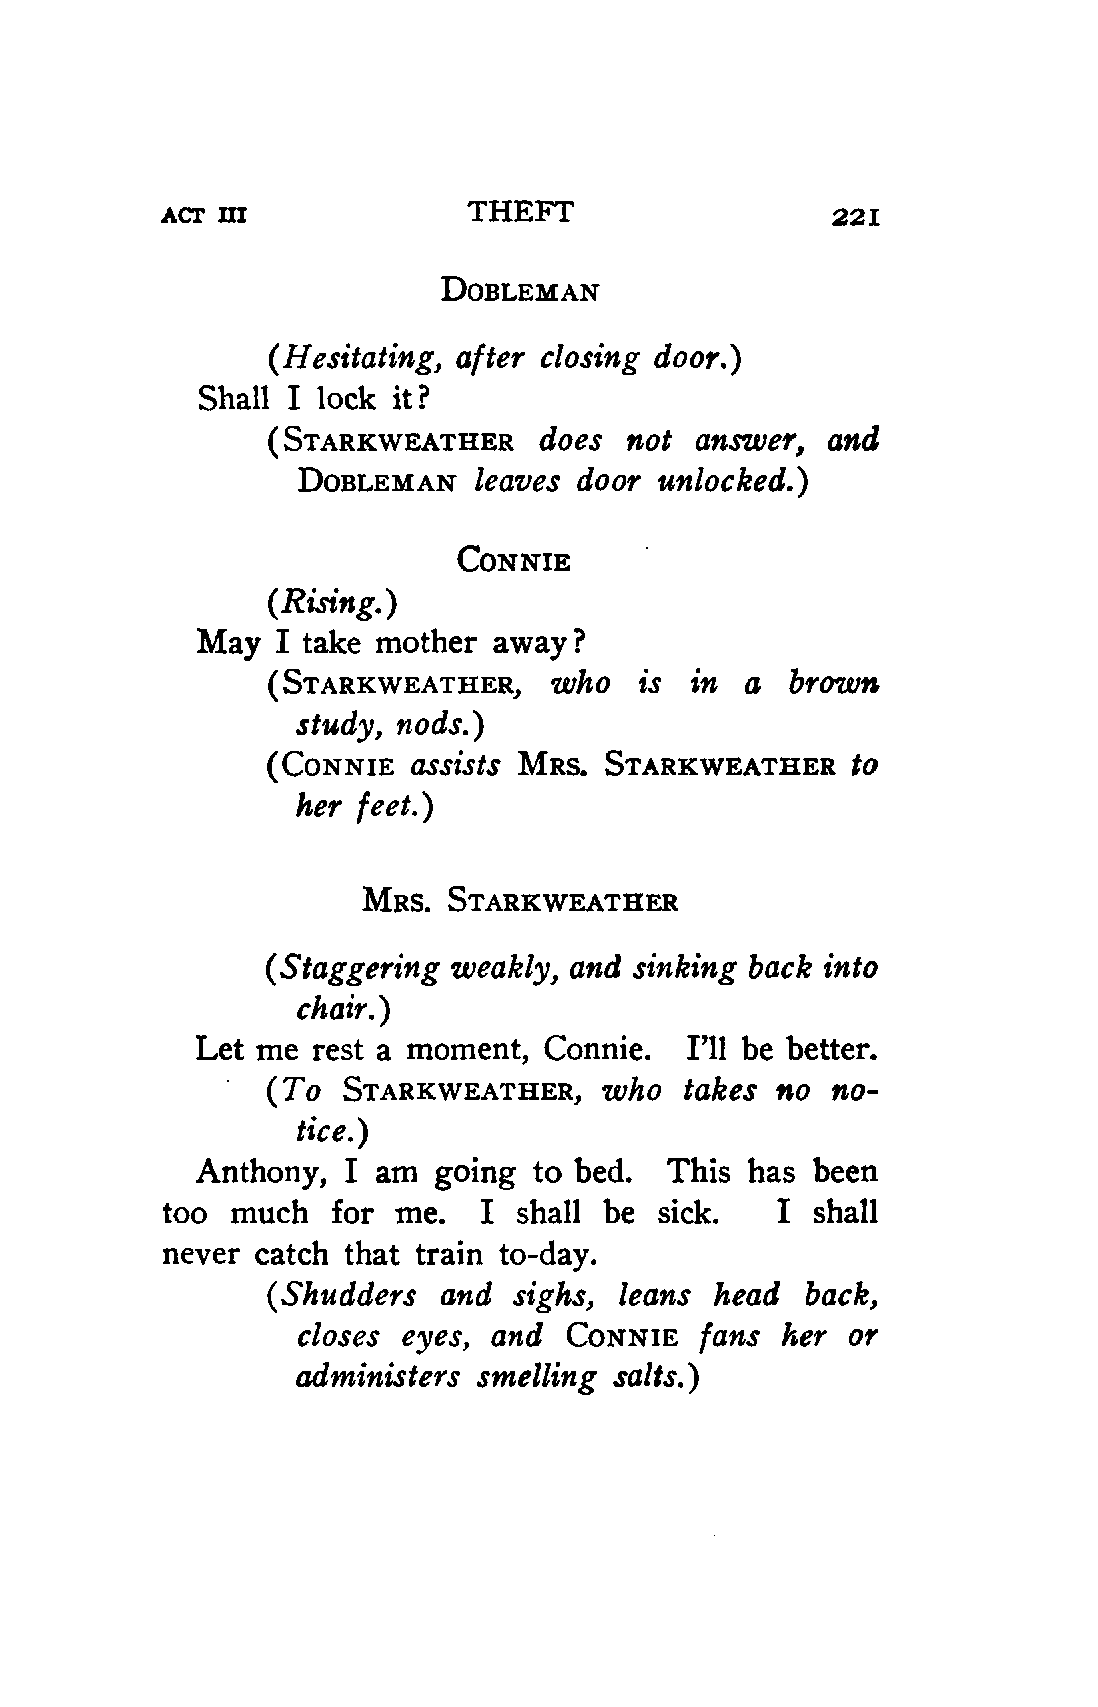 ACT III THEFT 221
DOBLEMAN
(Hesitating, after closing door.)
Shall I lock it?
(STARKWEATHER does not answer, and
DOBLEMAN leaves door unlocked.)
CONNIE
(Rising.)
May I take mother away?
(STARKWEATHER, who is in a brown
study, nods.)
(CONNIE assists MRS. STARKWEATHER to
her feet.)
MRS. STARKWEATHER
(Staggering weakly, and sinking back into
chair.)
Let me rest a moment, Connie. I'll be better.
(To STARKWEATHER, who takes no no-
tice.)
Anthony, I am going to bed. This has been
too much for me. I shall be sick. I shall
never catch that train to-day.
(Shudders and sighs, leans head back,
closes eyes, and CONNIE fans her or
administers smelling salts.)